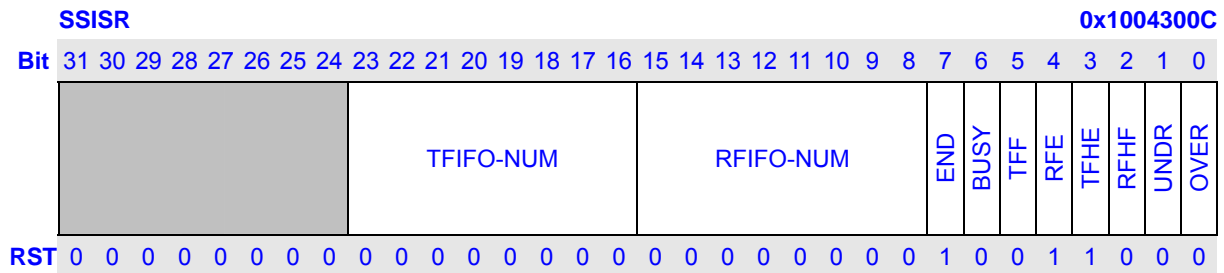 SSISR 0x1004300C
Bit 31 30 29 28 27 26 25 24 23 22 21 20 19 18 17 16 15 14 13 12 11 10 9 8 7 6 5 4 3 2 1 0
TFIFO-NUM RFIFO-NUM END BUSY TFF RFE TFHE RFHF UNDR OVER
RST 0 0 0 0 0 0 0 0 0 0 0 0 0 0 0 0 0 0 0 0 0 0 0 0 1 0 0 1 1 0 0 0